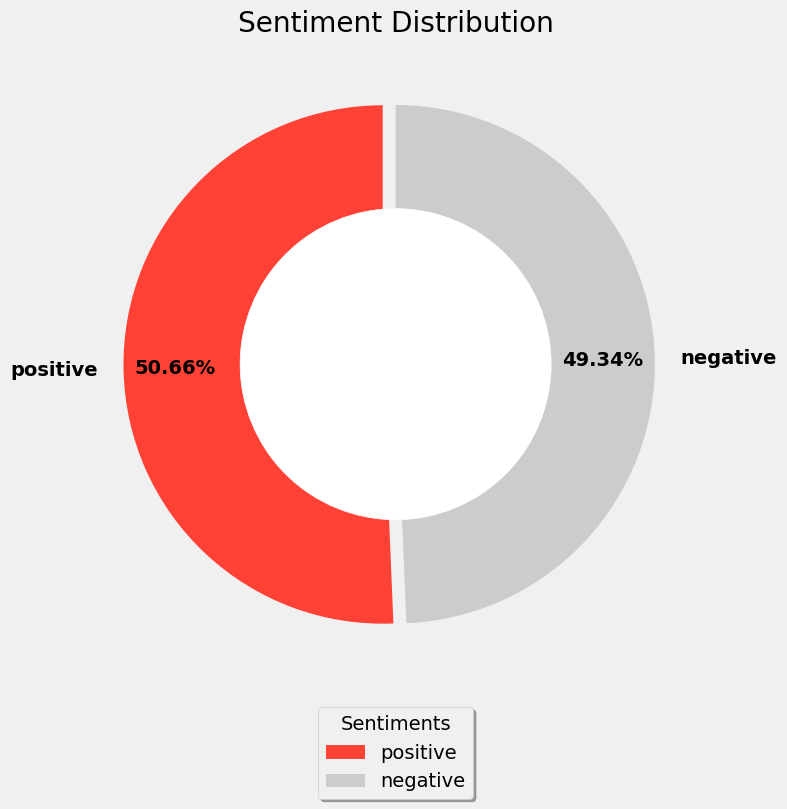 Sentiment Distribution
positive
50.66%
49.34%
negative
Sentiments
positive
negative